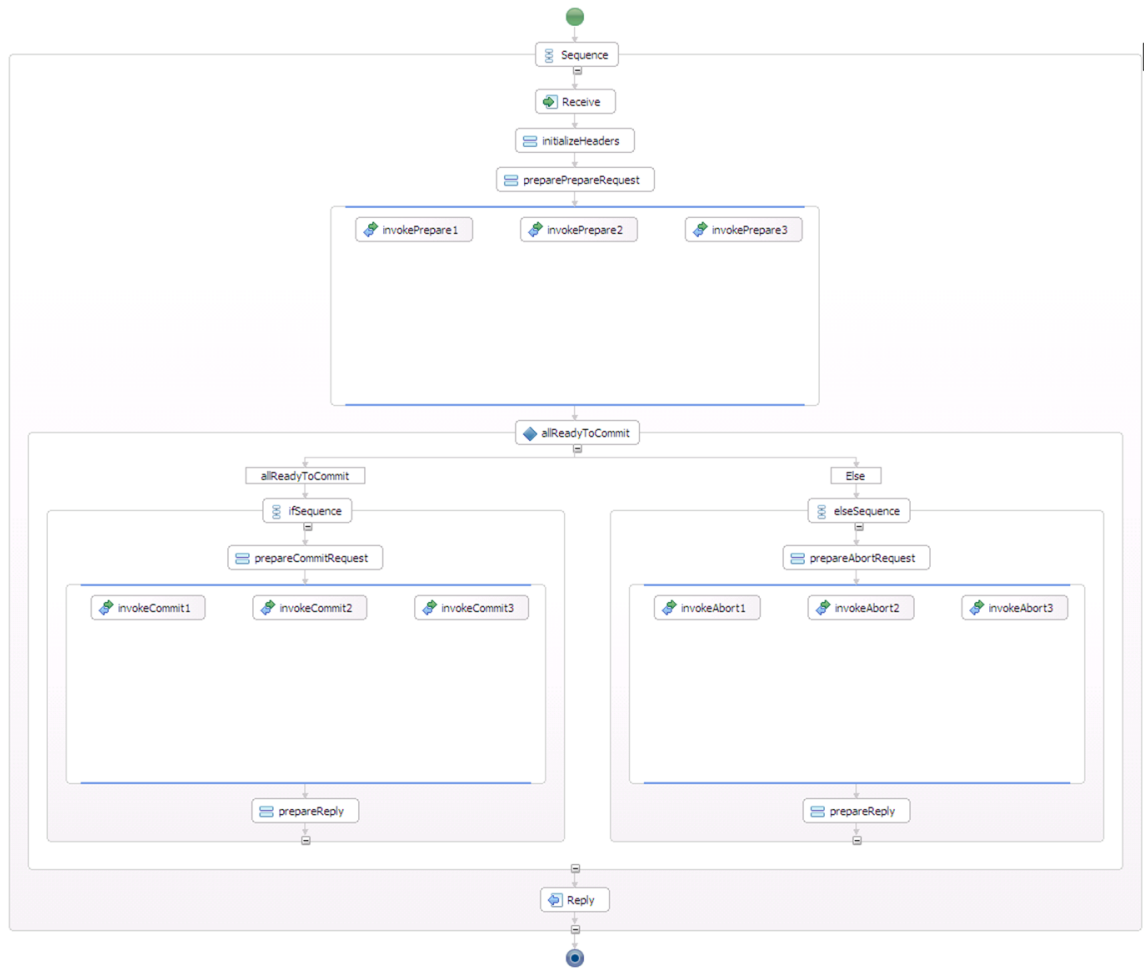 Sequence
Receive
initializeHeaders
preparePrepareRequest
invokePrepare1 invokePrepare2 invokePrepare3
allReadyToCommit
allReadyToCommit Else
ifSequence elseSequence
prepareCommitRequest prepareAbortRequest
invokeCommit1 invokeCommit2 invokeCommit3 invokeAbort1 invokeAbort2 invokeAbort3
prepareReply prepareReply
Reply